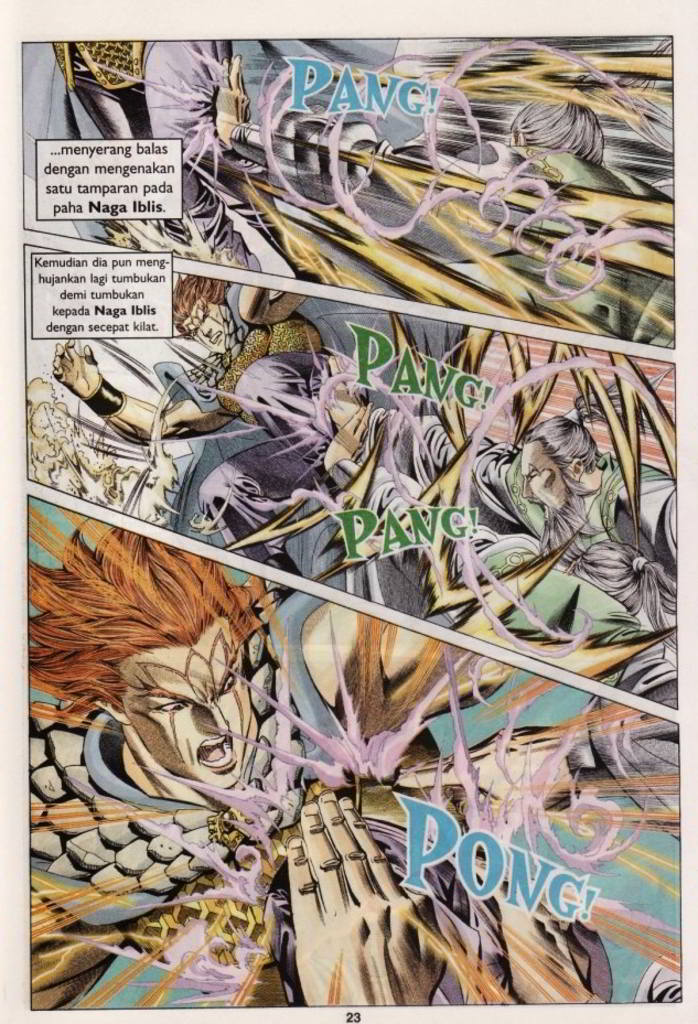 PANG!
...menyerang balas
dengan mengenakan
satu tamparan pada
paha Naga Iblis.
Kemudian dia pun meng-
hujankan lagi tumbukan
demi tumbukan
kepada Naga Iblis
dengan secepat kilat.
PANG!
PANG!
PONG!
23